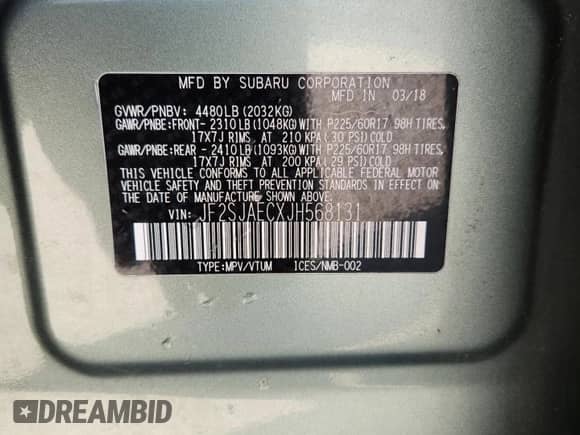 MFD BY SUBARU CORPORATION
MFD IN 03/18
GVWR/PNBV: 4480LB (2032KG)
GAWR/PNBE:FRONT- 2310LB(1048KG)WITH P225/60R17 98H TIRES,
17X7J RIMS, AT 210 KPA( 30 PSI) COLD
GAWR/PNBE:REAR - 2410LB(1093KG)WITH P225/60R17 98H TIRES,
17X7J RIMS, AT 200 KPA( 29 PSI) COLD
THIS VEHICLE CONFORMS TO ALL APPLICABLE FEDERAL MOTOR
VEHICLE SAFETY AND THEFT PREVENTION STANDARDS IN EFFECT ON
THE DATE OF MANUFACTURE SHOWN ABOVE.
VIN: JF2SJAECXJH568131
TYPE:MPV/VTUM ICES/NMB-002
DREAMBID